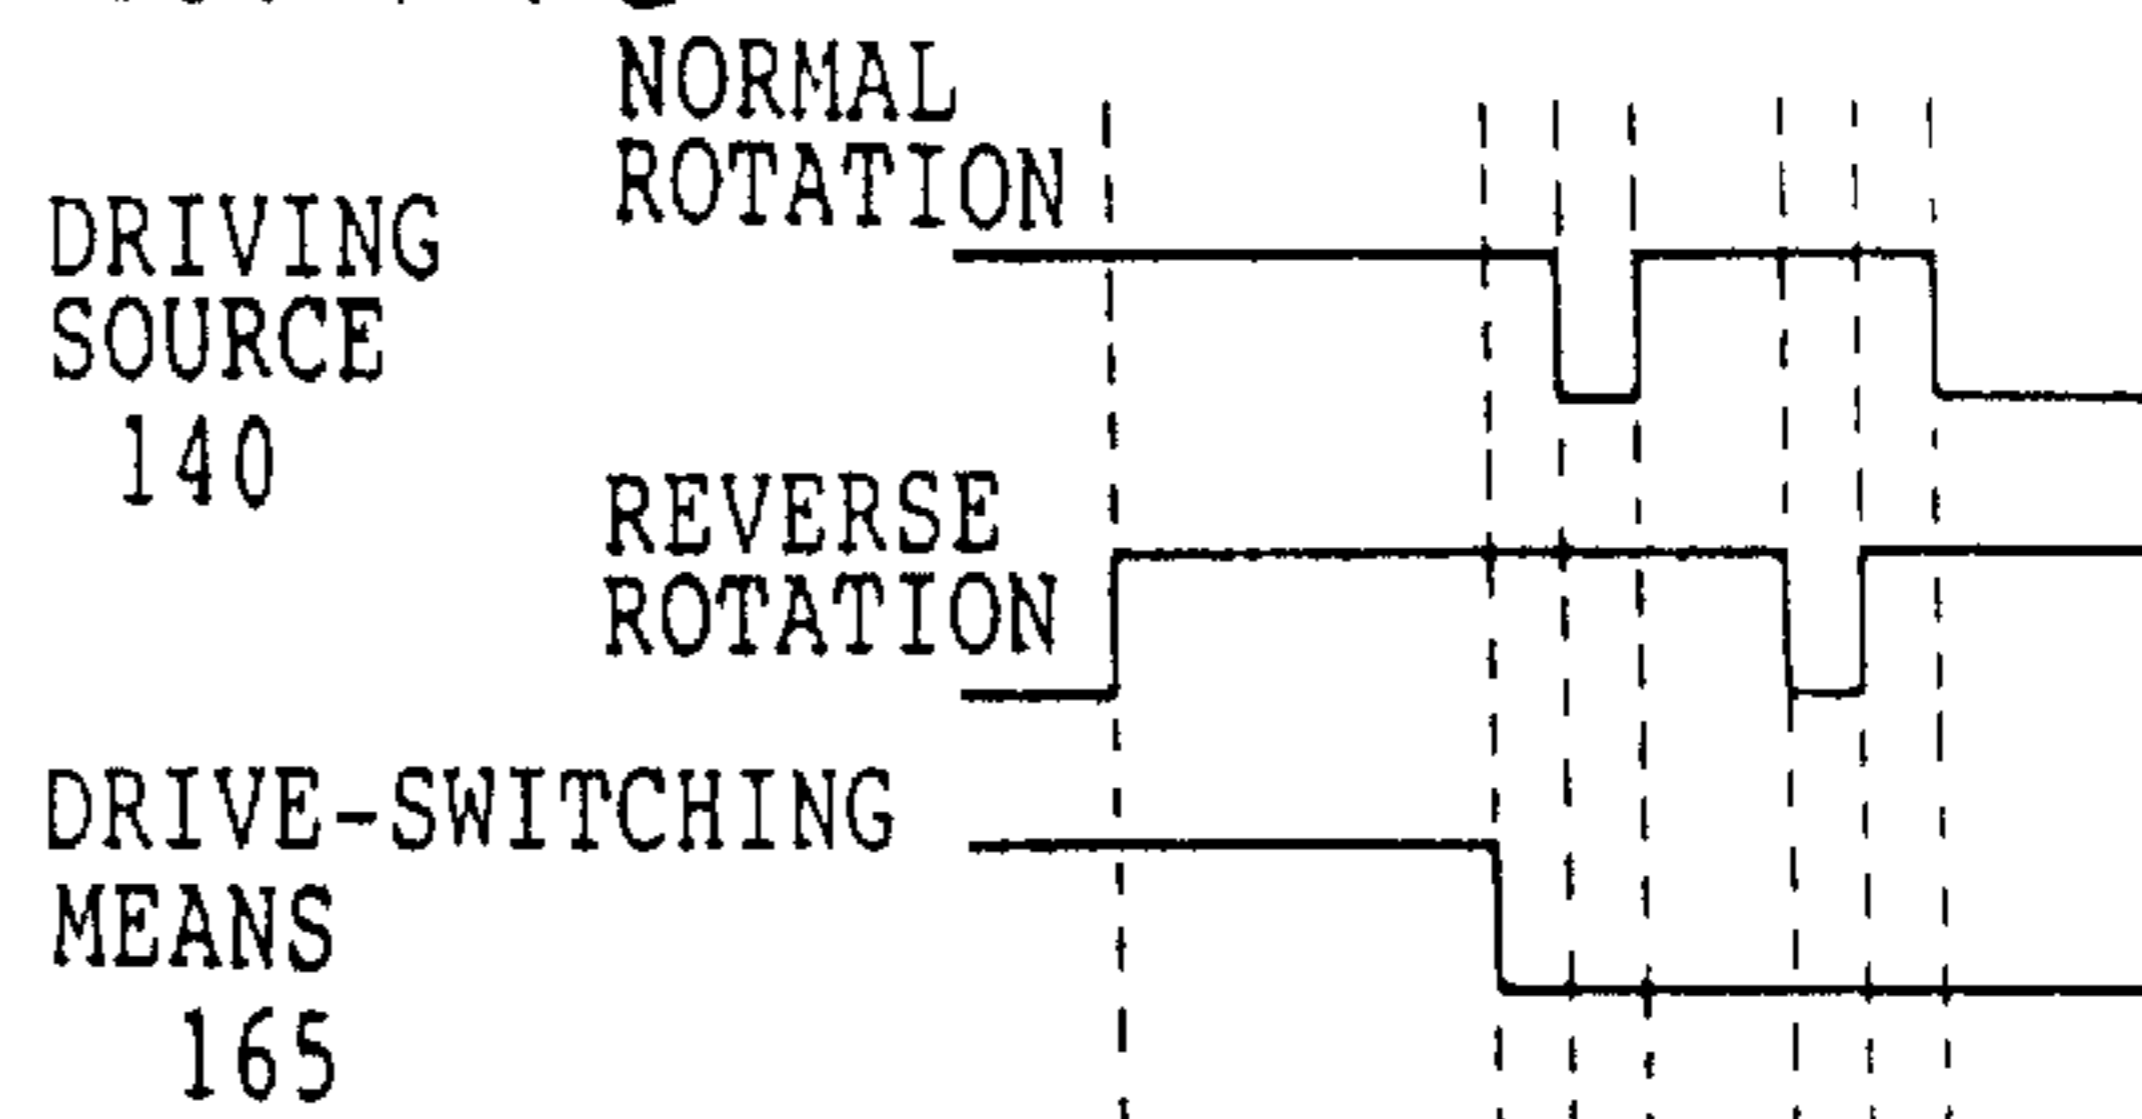 NORMAL
ROTATION
DRIVING
SOURCE
140
REVERSE
ROTATION
DRIVE-SWITCHING
MEANS
165